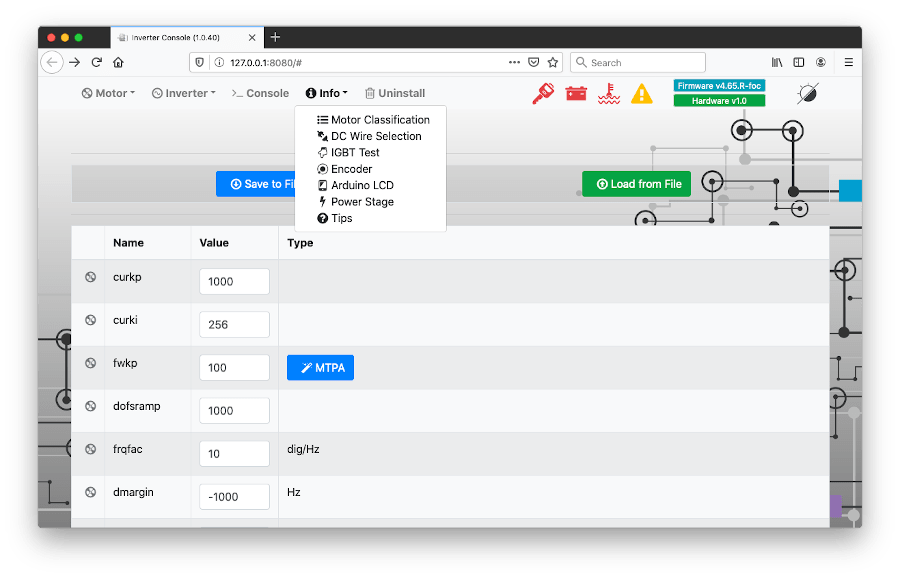 Inverter Console (1.0.40)
127.0.0.1:8080/#
Search
Motor
Inverter
>_ Console
Info
Uninstall
Firmware v4.65.R-foc
Hardware v1.0
Motor Classification
DC Wire Selection
IGBT Test
Encoder
Arduino LCD
Power Stage
Tips
Save to Fil
Load from File
Name Value Type
curkp 1000
curki 256
fwkp 100 MTPA
dofsramp 1000
frqfac 10 dig/Hz
dmargin -1000 Hz